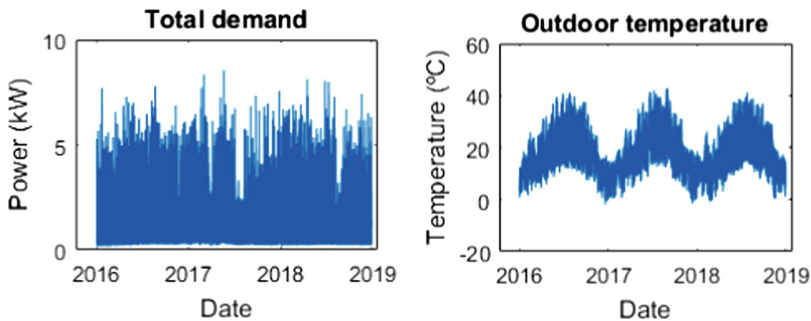 Total demand
Power (kW)
10
5
0
2016 2017 2018 2019
Date
Outdoor temperature
Temperature (ºC)
60
40
20
0
-20
2016 2017 2018 2019
Date